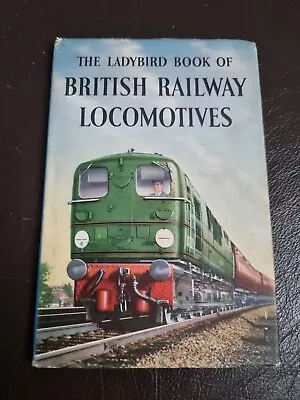 THE LADYBIRD BOOK OF
BRITISH RAILWAY
LOCOMOTIVES